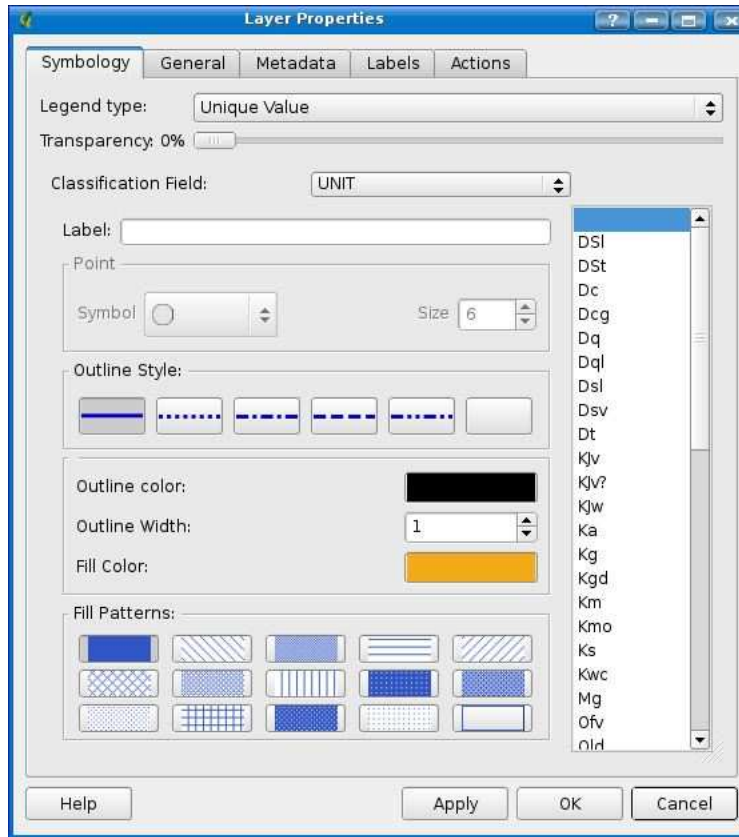 Layer Properties
Symbology General Metadata Labels Actions
Legend type: Unique Value
Transparency: 0%
Classification Field: UNIT
Label:
Point
Symbol Size 6
Outline Style:
Outline color:
Outline Width: 1
Fill Color:
Fill Patterns:
DSl
DSt
Dc
Dcg
Dq
Dql
Dsl
Dsv
Dt
KJv
KJv?
KJw
Ka
Kg
Kgd
Km
Kmo
Ks
Kwc
Mg
Ofv
Old
Help Apply OK Cancel